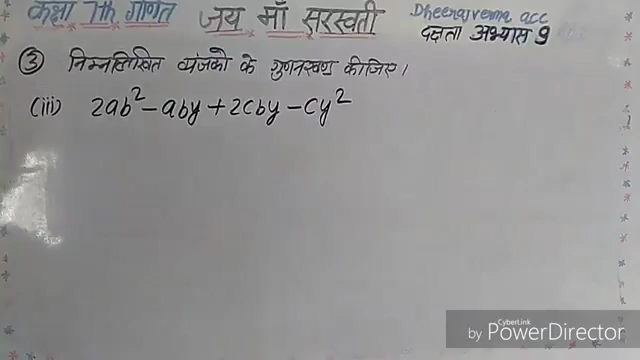 कक्षा 7th गणित जय माँ सरस्वती Dheeraj verma acc
दक्षता अभ्यास 9
③ निम्नलिखित व्यंजको के गुणनखण्ड कीजिए।
(iii) 2ab² - aby + 2cby - cy²
CyberLink
by PowerDirector